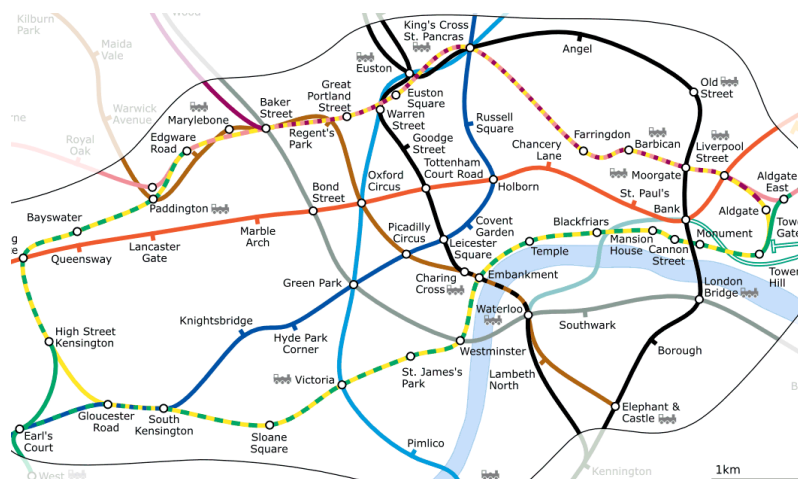 Kilburn
Park
Maida
Vale
Warwick
Avenue
Royal
Oak
King's Cross
St. Pancras
Euston
Angel
Old
Street
Great
Portland
Street
Baker
Street
Marylebone
Edgware
Road
Regent's
Park
Euston
Square
Warren
Street
Goodge
Street
Russell
Square
Farringdon
Barbican
Liverpool
Street
Moorgate
Chancery
Lane
Tottenham
Court Road
Holborn
Oxford
Circus
Bond
Street
St. Paul's
Bank
Aldgate
East
Aldgate
Tower
Hill
Monument
Paddington
Bayswater
Queensway
Lancaster
Gate
Marble
Arch
Covent
Garden
Leicester
Square
Picadilly
Circus
Blackfriars
Temple
Mansion
House
Cannon
Street
Charing
Cross
Embankment
Green Park
Waterloo
London
Bridge
Southwark
Knightsbridge
Hyde Park
Corner
High Street
Kensington
Westminster
St. James's
Park
Victoria
Lambeth
North
Borough
Elephant &
Castle
Gloucester
Road
South
Kensington
Sloane
Square
Earl's
Court
Pimlico
Kennington
West
1km